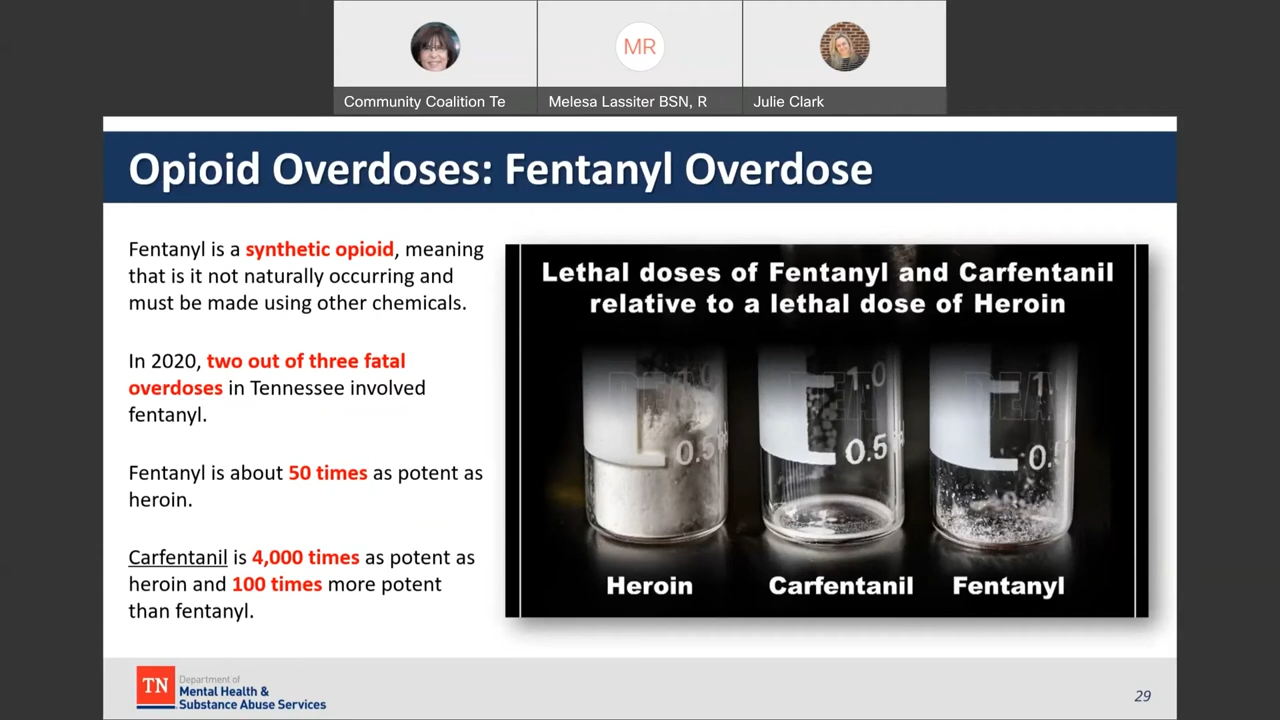 MR
Community Coalition Te
Melesa Lassiter BSN, R
Julie Clark
Opioid Overdoses: Fentanyl Overdose
Fentanyl is a synthetic opioid, meaning
that is it not naturally occurring and
must be made using other chemicals.
In 2020, two out of three fatal
overdoses in Tennessee involved
fentanyl.
Fentanyl is about 50 times as potent as
heroin.
Carfentanil is 4,000 times as potent as
heroin and 100 times more potent
than fentanyl.
Lethal doses of Fentanyl and Carfentanil
relative to a lethal dose of Heroin
DEA DEA DEA
1.0 1.0
0.5 0.5
Heroin Carfentanil Fentanyl
TN
Department of
Mental Health &
Substance Abuse Services
29